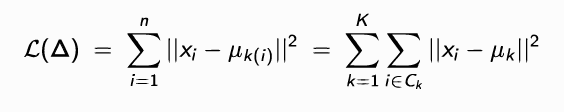 ℒ(Δ) = ∑_{i=1}^{n} ||x_i − μ_{k(i)}||² = ∑_{k=1}^{K} ∑_{i∈C_k} ||x_i − μ_k||²